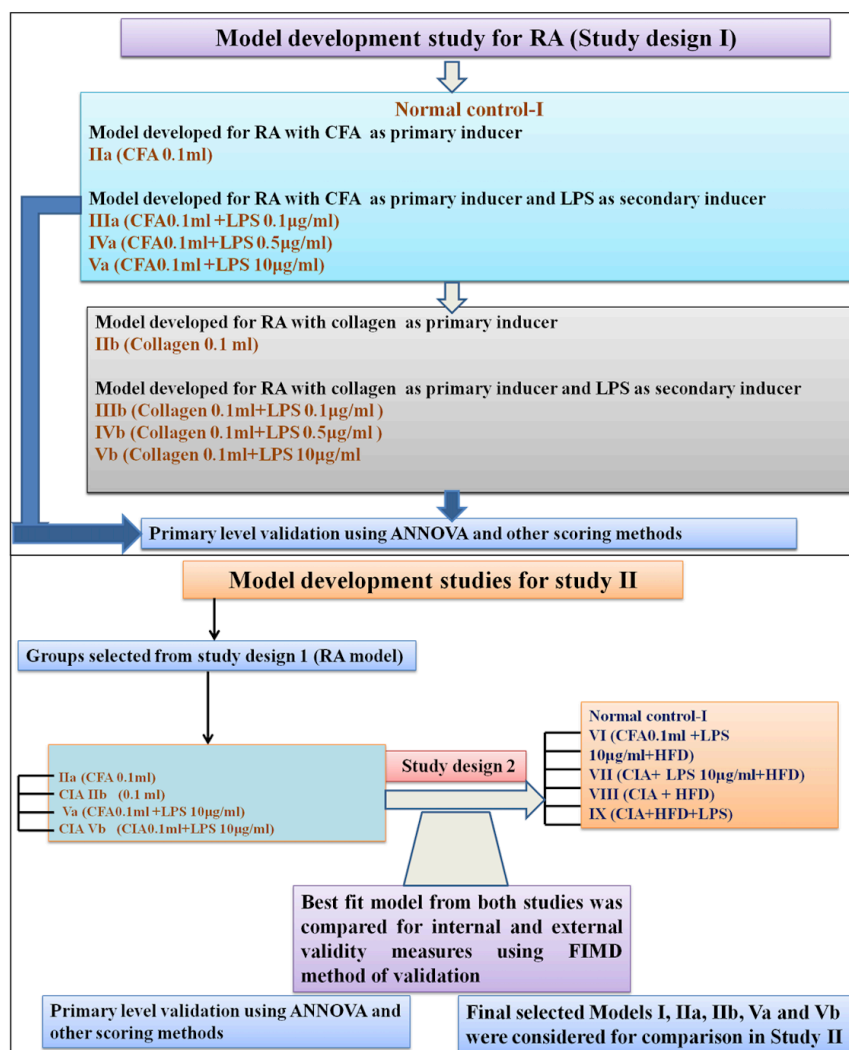 Model development study for RA (Study design I)
Normal control-I
Model developed for RA with CFA as primary inducer
IIa (CFA 0.1ml)
Model developed for RA with CFA as primary inducer and LPS as secondary inducer
IIIa (CFA0.1ml +LPS 0.1µg/ml)
IVa (CFA0.1ml+LPS 0.5µg/ml)
Va (CFA0.1ml +LPS 10µg/ml)
Model developed for RA with collagen as primary inducer
IIb (Collagen 0.1 ml)
Model developed for RA with collagen as primary inducer and LPS as secondary inducer
IIIb (Collagen 0.1ml+LPS 0.1µg/ml )
IVb (Collagen 0.1ml+LPS 0.5µg/ml )
Vb (Collagen 0.1ml+LPS 10µg/ml
Primary level validation using ANNOVA and other scoring methods
Model development studies for study II
Groups selected from study design 1 (RA model)
IIa (CFA 0.1ml)
CIA IIb (0.1 ml)
Va (CFA0.1ml +LPS 10µg/ml)
CIA Vb (CIA0.1ml+LPS 10µg/ml)
Study design 2
Normal control-I
VI (CFA0.1ml +LPS
10µg/ml+HFD)
VII (CIA+ LPS 10µg/ml+HFD)
VIII (CIA + HFD)
IX (CIA+HFD+LPS)
Best fit model from both studies was
compared for internal and external
validity measures using FIMD
method of validation
Primary level validation using ANNOVA and
other scoring methods
Final selected Models I, IIa, IIb, Va and Vb
were considered for comparison in Study II